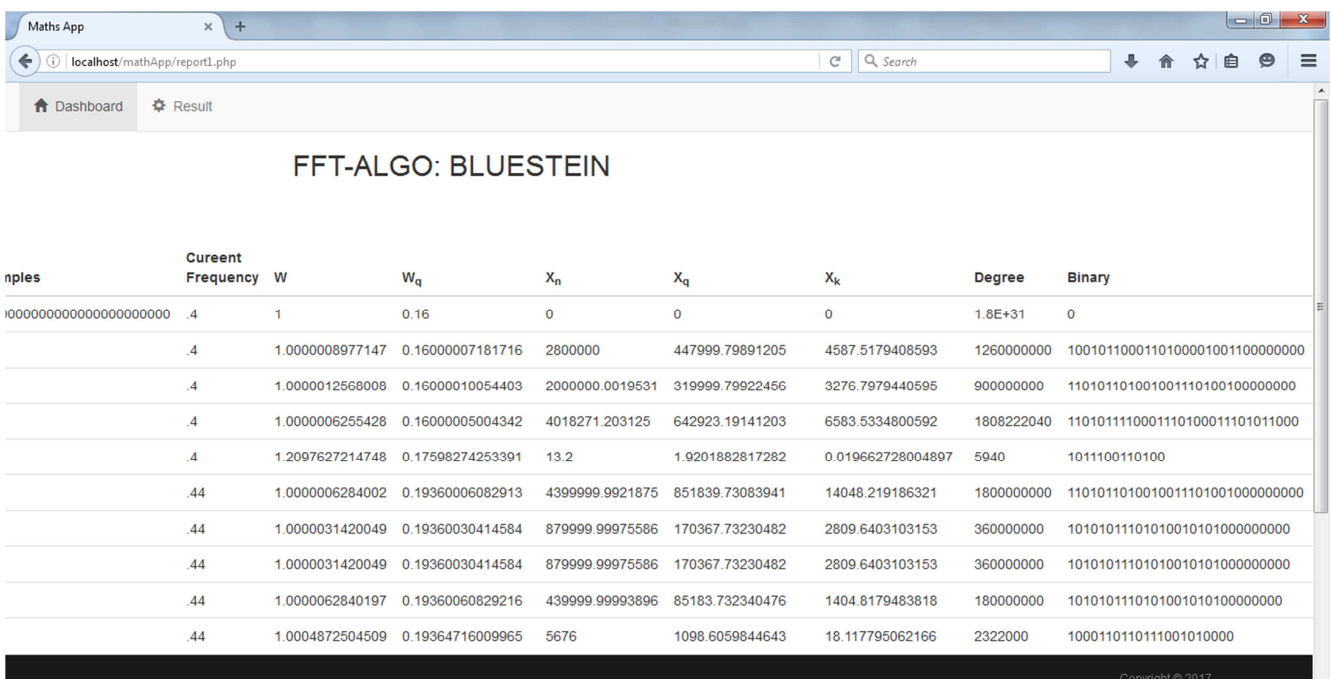 Maths App
localhost/mathApp/report1.php
Search
Dashboard Result
FFT-ALGO: BLUESTEIN
Cureent
nples Frequency W Wq Xn Xq Xk Degree Binary
.4 1 0.16 0 0 0 1.8E+31 0
.4 1.0000008977147 0.16000007181716 2800000 447999.79891205 4587.5179408593 1260000000 1001011000110100001001100000000
.4 1.0000012568008 0.16000010054403 2000000.0019531 319999.79922456 3276.7979440595 900000000 110101101001001110100100000000
.4 1.0000006255428 0.16000005004342 4018271.203125 642923.19141203 6583.5334800592 1808222040 1101011110001110100011101011000
.4 1.2097627214748 0.17598274253391 13.2 1.9201882817282 0.019662728004897 5940 1011100110100
.44 1.0000006284002 0.19360006082913 4399999.9921875 851839.73083941 14048.219186321 1800000000 1101011010010011101001000000000
.44 1.0000031420049 0.19360030414584 879999.99975586 170367.73230482 2809.6403103153 360000000 10101011101010010101000000000
.44 1.0000031420049 0.19360030414584 879999.99975586 170367.73230482 2809.6403103153 360000000 10101011101010010101000000000
.44 1.0000062840197 0.19360060829216 439999.99993896 85183.732340476 1404.8179483818 180000000 1010101110101001010100000000
.44 1.0004872504509 0.19364716009965 5676 1098.6059844643 18.117795062166 2322000 1000110110111001010000
Copyright © 2017